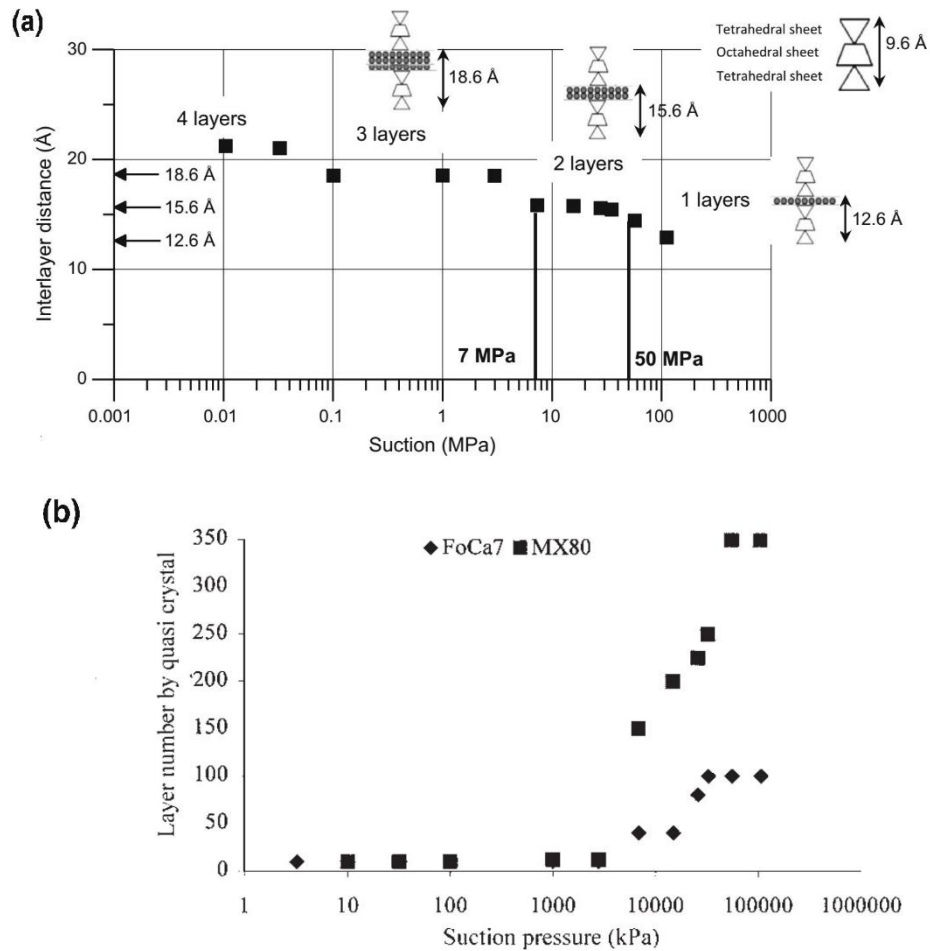 (a)
Tetrahedral sheet
Octahedral sheet
Tetrahedral sheet
9.6 Å
30
18.6 Å
15.6 Å
4 layers
3 layers
2 layers
1 layers
12.6 Å
Interlayer distance (Å)
20
18.6 Å
15.6 Å
12.6 Å
10
7 MPa
50 MPa
0
0.001 0.01 0.1 1 10 100 1000
Suction (MPa)
(b)
FoCa7 MX80
350
300
250
200
150
100
50
0
Layer number by quasi crystal
1 10 100 1000 10000 100000 1000000
Suction pressure (kPa)